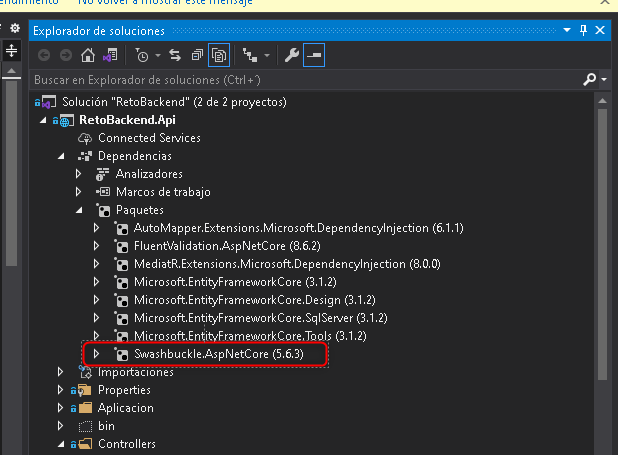 No volver a mostrar este mensaje
Explorador de soluciones
Buscar en Explorador de soluciones (Ctrl+´)
Solución "RetoBackend" (2 de 2 proyectos)
RetoBackend.Api
Connected Services
Dependencias
Analizadores
Marcos de trabajo
Paquetes
AutoMapper.Extensions.Microsoft.DependencyInjection (6.1.1)
FluentValidation.AspNetCore (8.6.2)
MediatR.Extensions.Microsoft.DependencyInjection (8.0.0)
Microsoft.EntityFrameworkCore (3.1.2)
Microsoft.EntityFrameworkCore.Design (3.1.2)
Microsoft.EntityFrameworkCore.SqlServer (3.1.2)
Microsoft.EntityFrameworkCore.Tools (3.1.2)
Swashbuckle.AspNetCore (5.6.3)
Importaciones
Properties
Aplicacion
bin
Controllers